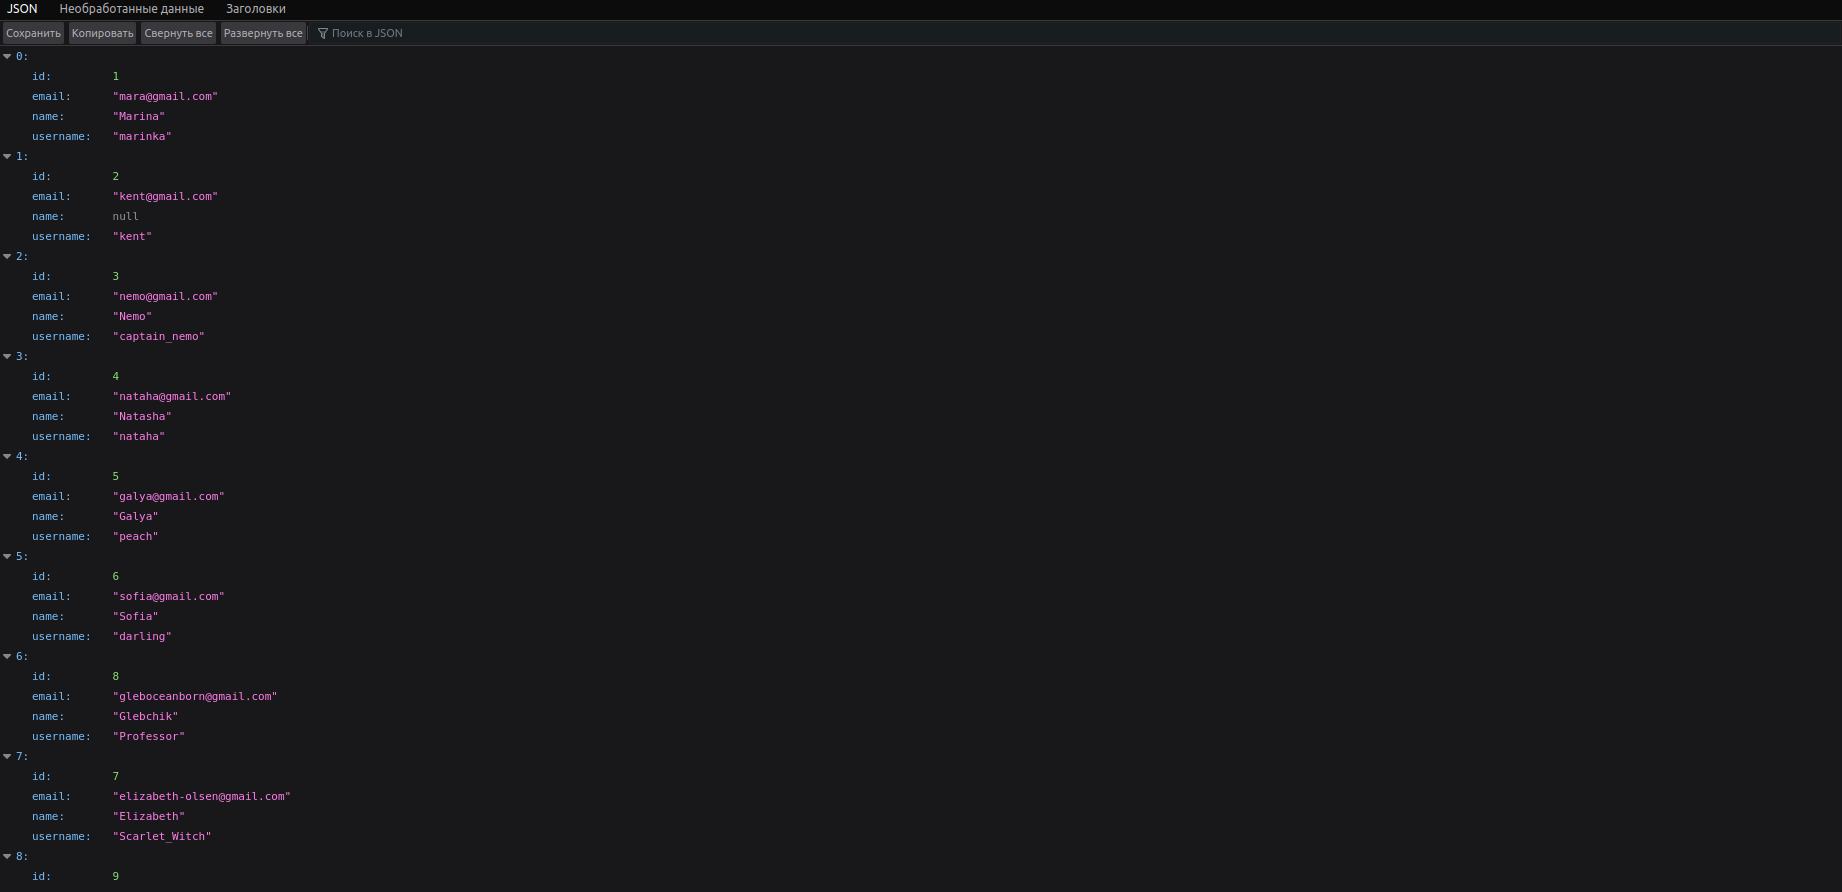 JSON Необработанные данные Заголовки
Сохранить Копировать Свернуть все Развернуть все Поиск в JSON
0:
id: 1
email: "mara@gmail.com"
name: "Marina"
username: "marinka"
1:
id: 2
email: "kent@gmail.com"
name: null
username: "kent"
2:
id: 3
email: "nemo@gmail.com"
name: "Nemo"
username: "captain_nemo"
3:
id: 4
email: "nataha@gmail.com"
name: "Natasha"
username: "nataha"
4:
id: 5
email: "galya@gmail.com"
name: "Galya"
username: "peach"
5:
id: 6
email: "sofia@gmail.com"
name: "Sofia"
username: "darling"
6:
id: 8
email: "gleboceanborn@gmail.com"
name: "Glebchik"
username: "Professor"
7:
id: 7
email: "elizabeth-olsen@gmail.com"
name: "Elizabeth"
username: "Scarlet_Witch"
8:
id: 9